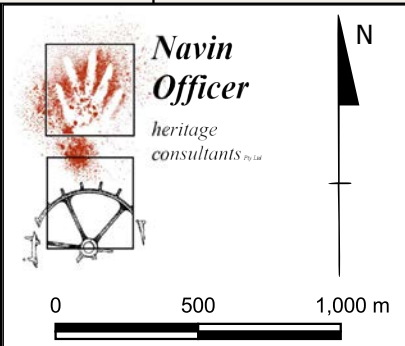 Navin
Officer
heritage
consultants Pty Ltd
N
0 500 1,000 m